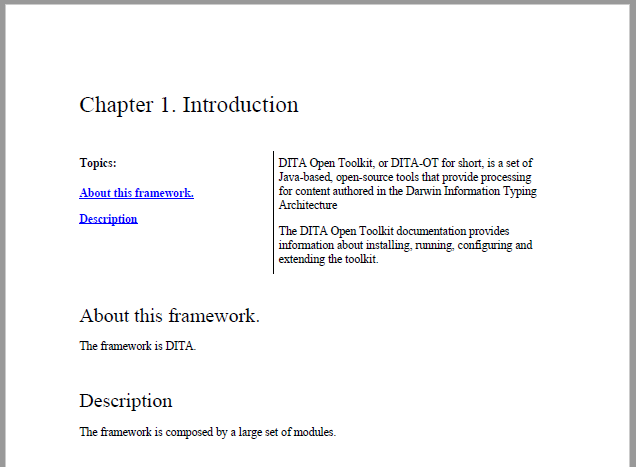 Chapter 1. Introduction
Topics:
About this framework.
Description
DITA Open Toolkit, or DITA-OT for short, is a set of
Java-based, open-source tools that provide processing
for content authored in the Darwin Information Typing
Architecture
The DITA Open Toolkit documentation provides
information about installing, running, configuring and
extending the toolkit.
About this framework.
The framework is DITA.
Description
The framework is composed by a large set of modules.